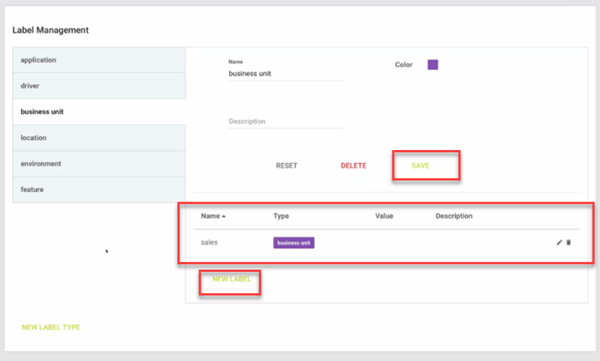 Label Management
application
driver
business unit
location
environment
feature
NEW LABEL TYPE
Name
business unit
Color
Description
RESET DELETE SAVE
Name Type Value Description
sales business unit
NEW LABEL